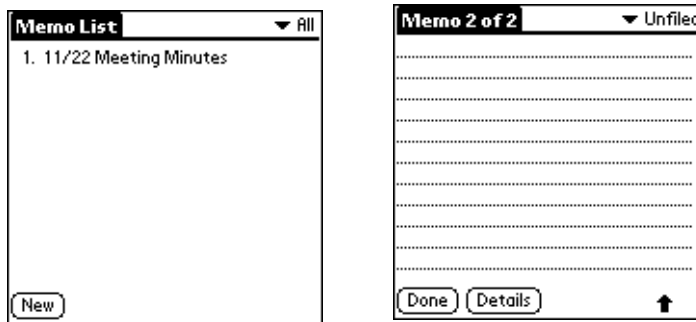 Memo List
All
1. 11/22 Meeting Minutes
New
Memo 2 of 2
Unfiled
Done
Details